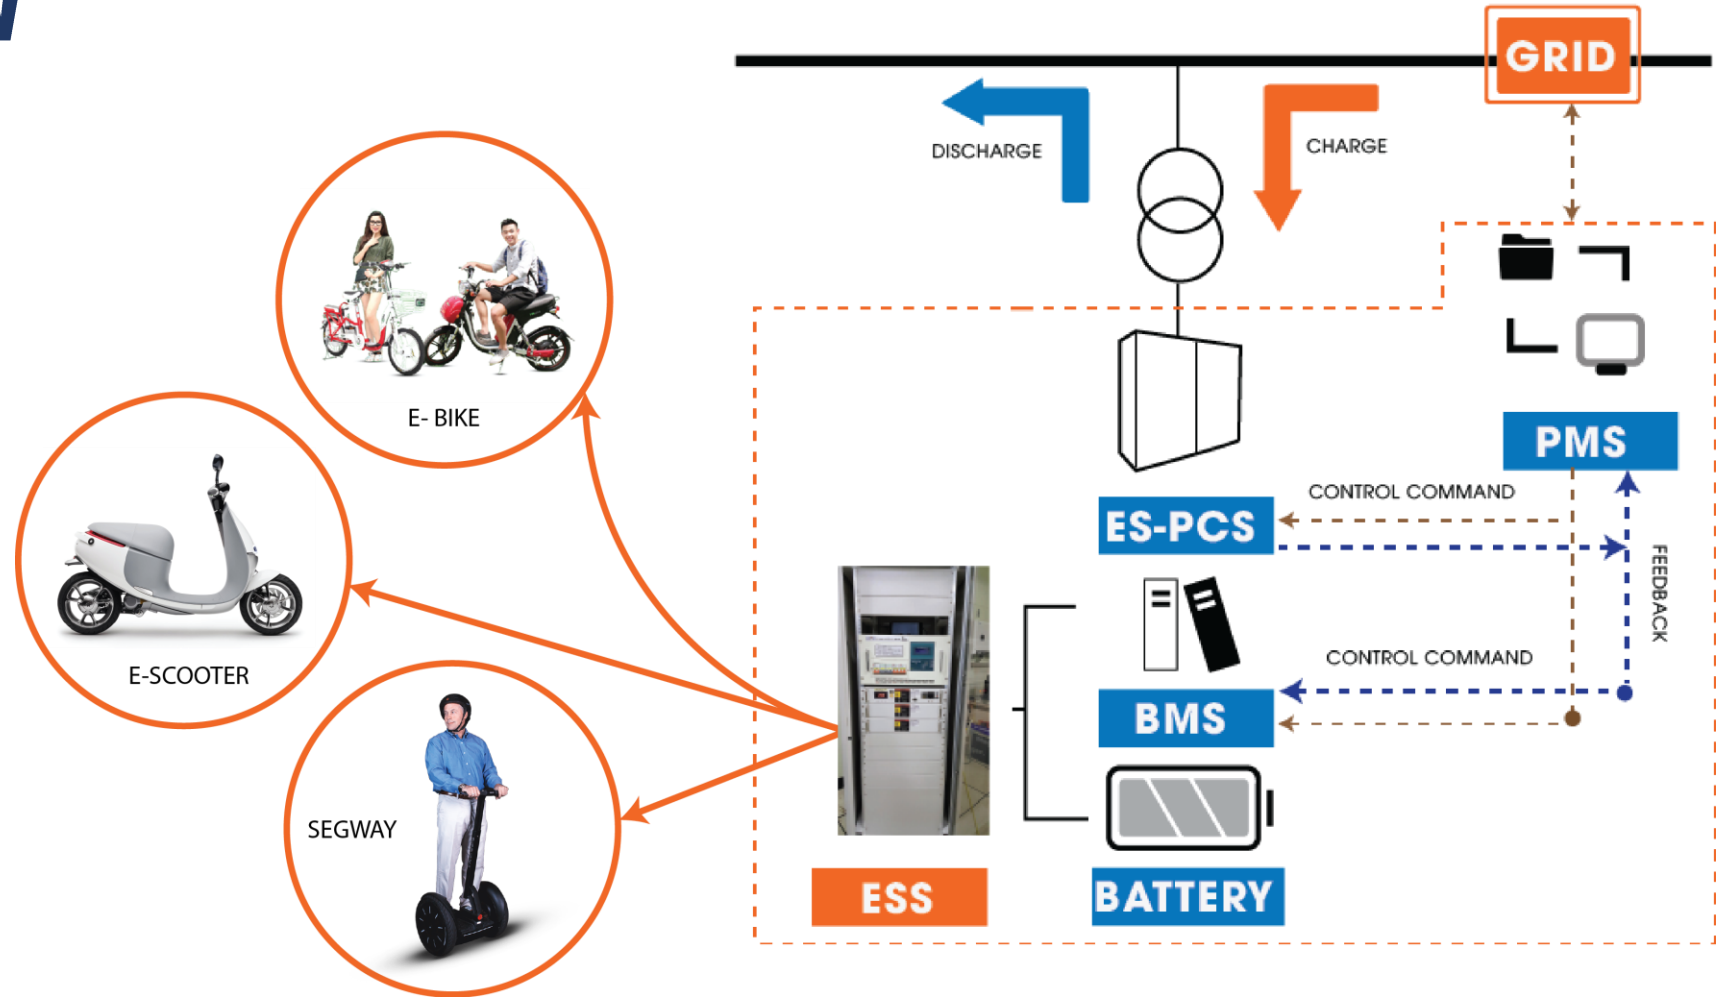 GRID
DISCHARGE
CHARGE
E- BIKE
PMS
CONTROL COMMAND
ES-PCS
FEEDBACK
E-SCOOTER
CONTROL COMMAND
BMS
SEGWAY
ESS
BATTERY